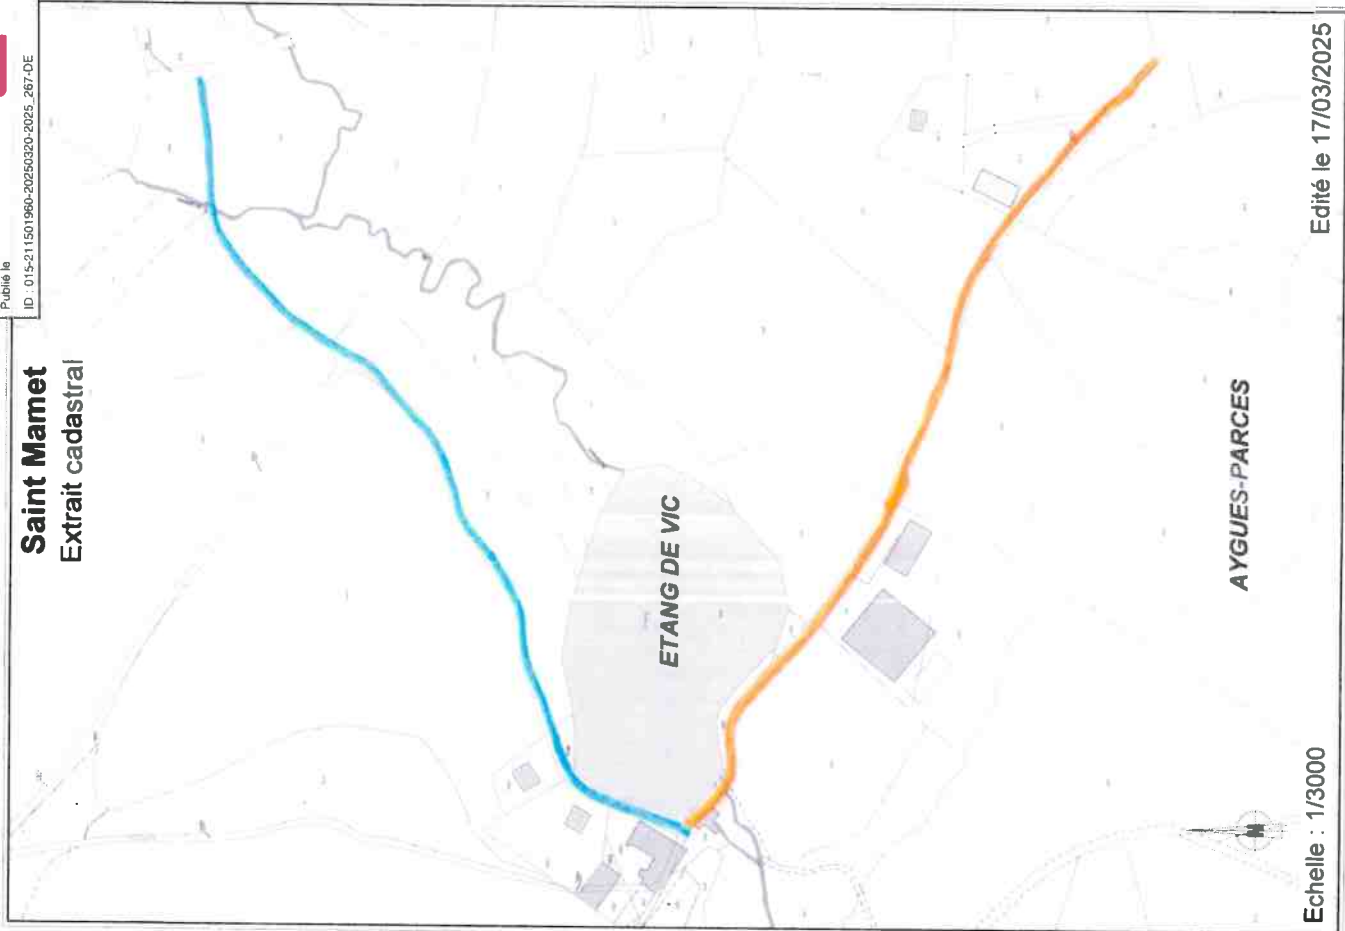 Publié le
ID : 015-211501960-20250320-2025_267-DE
Saint Mamet
Extrait cadastral
ETANG DE VIC
AYGUES-PARCES
Echelle : 1/3000
Edité le 17/03/2025